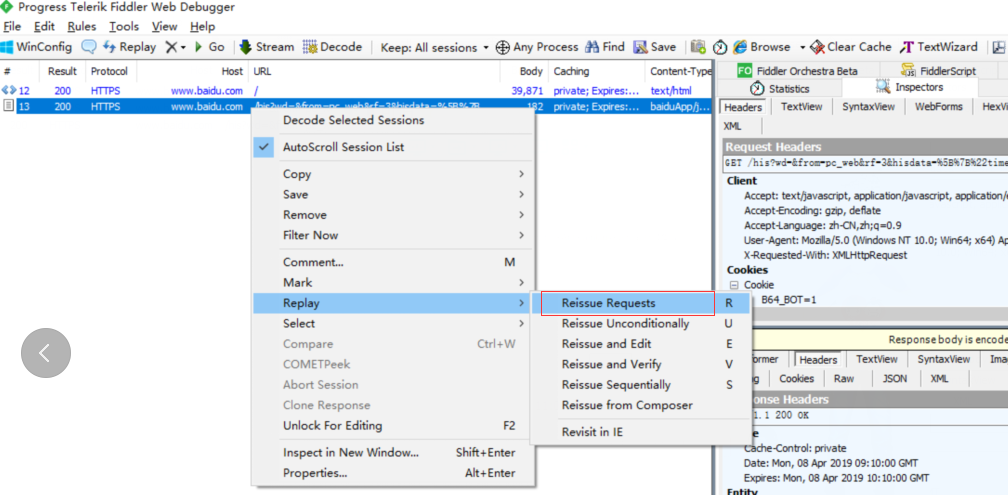 Progress Telerik Fiddler Web Debugger
File Edit Rules Tools View Help
WinConfig Replay Go Stream Decode Keep: All sessions Any Process Find Save Browse Clear Cache TextWizard
# Result Protocol Host URL Body Caching Content-Type
12 200 HTTPS www.baidu.com / 39,871 private; Expires:... text/html
13 200 HTTPS www.baidu.com /his?wd=&from=pc_web&rf=3&hisdata=%5B%7B 182 private; Expires:... baiduApp/j...
Decode Selected Sessions
AutoScroll Session List
Copy
Save
Remove
Filter Now
Comment... M
Mark
Replay
Select
Compare Ctrl+W
COMETPeek
Abort Session
Clone Response
Unlock For Editing F2
Inspect in New Window... Shift+Enter
Properties... Alt+Enter
Reissue Requests R
Reissue Unconditionally U
Reissue and Edit E
Reissue and Verify V
Reissue Sequentially S
Reissue from Composer
Revisit in IE
FO Fiddler Orchestra Beta FiddlerScript
Statistics Inspectors
Headers TextView SyntaxView WebForms HexVi
XML
Request Headers
GET /his?wd=&from=pc_web&rf=3&hisdata=%5B%7B%22time
Client
Accept: text/javascript, application/javascript, application/
Accept-Encoding: gzip, deflate
Accept-Language: zh-CN,zh;q=0.9
User-Agent: Mozilla/5.0 (Windows NT 10.0; Win64; x64) Ap
X-Requested-With: XMLHttpRequest
Cookies
Cookie
B64_BOT=1
Response body is encode
ormer Headers TextView SyntaxView Ima
g Cookies Raw JSON XML
onse Headers
1.1 200 OK
e
Cache-Control: private
Date: Mon, 08 Apr 2019 09:10:00 GMT
Expires: Mon, 08 Apr 2019 10:10:00 GMT
Entity